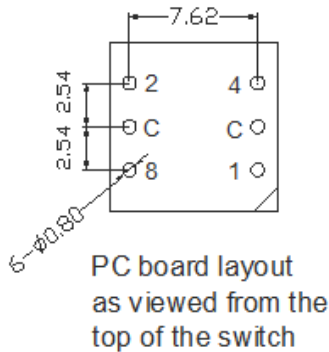 7.62
2 4
2.54
C C
2.54
8 1
6-Ø0.80
PC board layout
as viewed from the
top of the switch